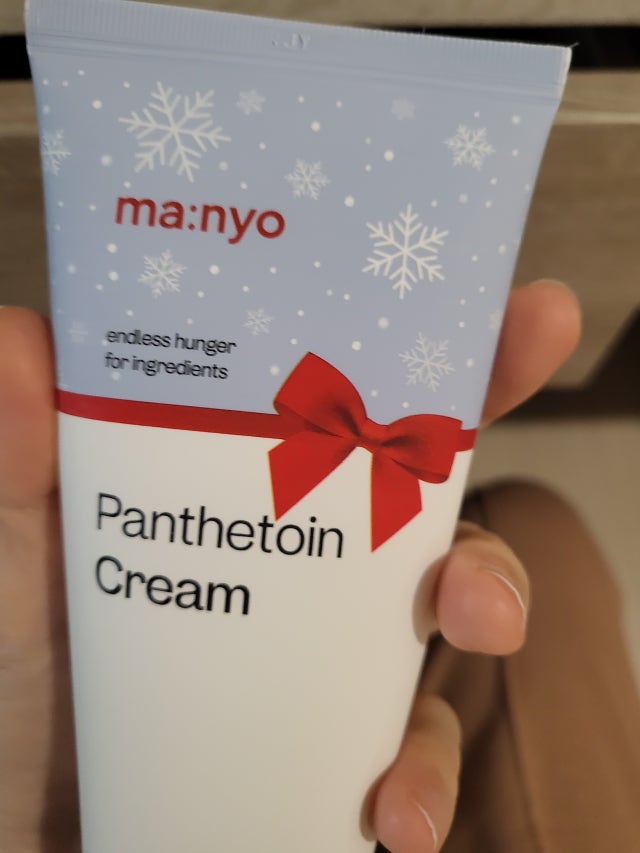 ma:nyo
endless hunger
for ingredients
Panthetoin
Cream